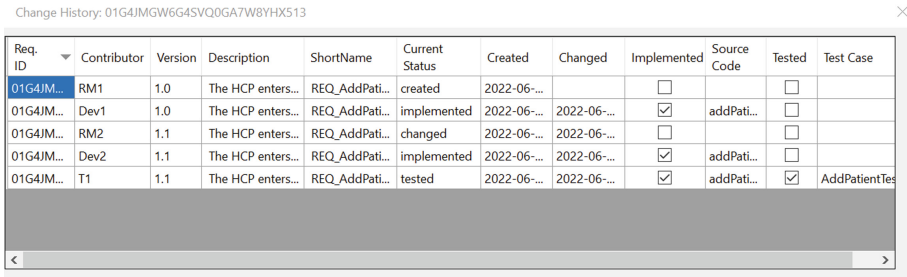 Change History: 01G4JMGW6G4SVQ0GA7W8YHX513
Req. ID Contributor Version Description ShortName Current Status Created Changed Implemented Source Code Tested Test Case
01G4JM... RM1 1.0 The HCP enters... REQ_AddPati... created 2022-06-...
01G4JM... Dev1 1.0 The HCP enters... REQ_AddPati... implemented 2022-06-... 2022-06-... addPati...
01G4JM... RM2 1.1 The HCP enters... REQ_AddPati... changed 2022-06-... 2022-06-...
01G4JM... Dev2 1.1 The HCP enters... REQ_AddPati... implemented 2022-06-... 2022-06-... addPati...
01G4JM... T1 1.1 The HCP enters... REQ_AddPati... tested 2022-06-... 2022-06-... addPati... AddPatientTes